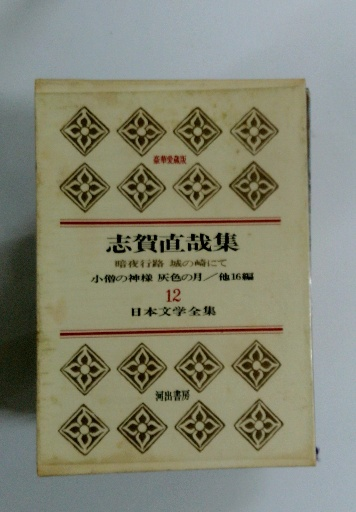 豪華愛蔵版
志賀直哉集
暗夜行路 城の崎にて
小僧の神様 灰色の月／他16編
12
日本文学全集
河出書房